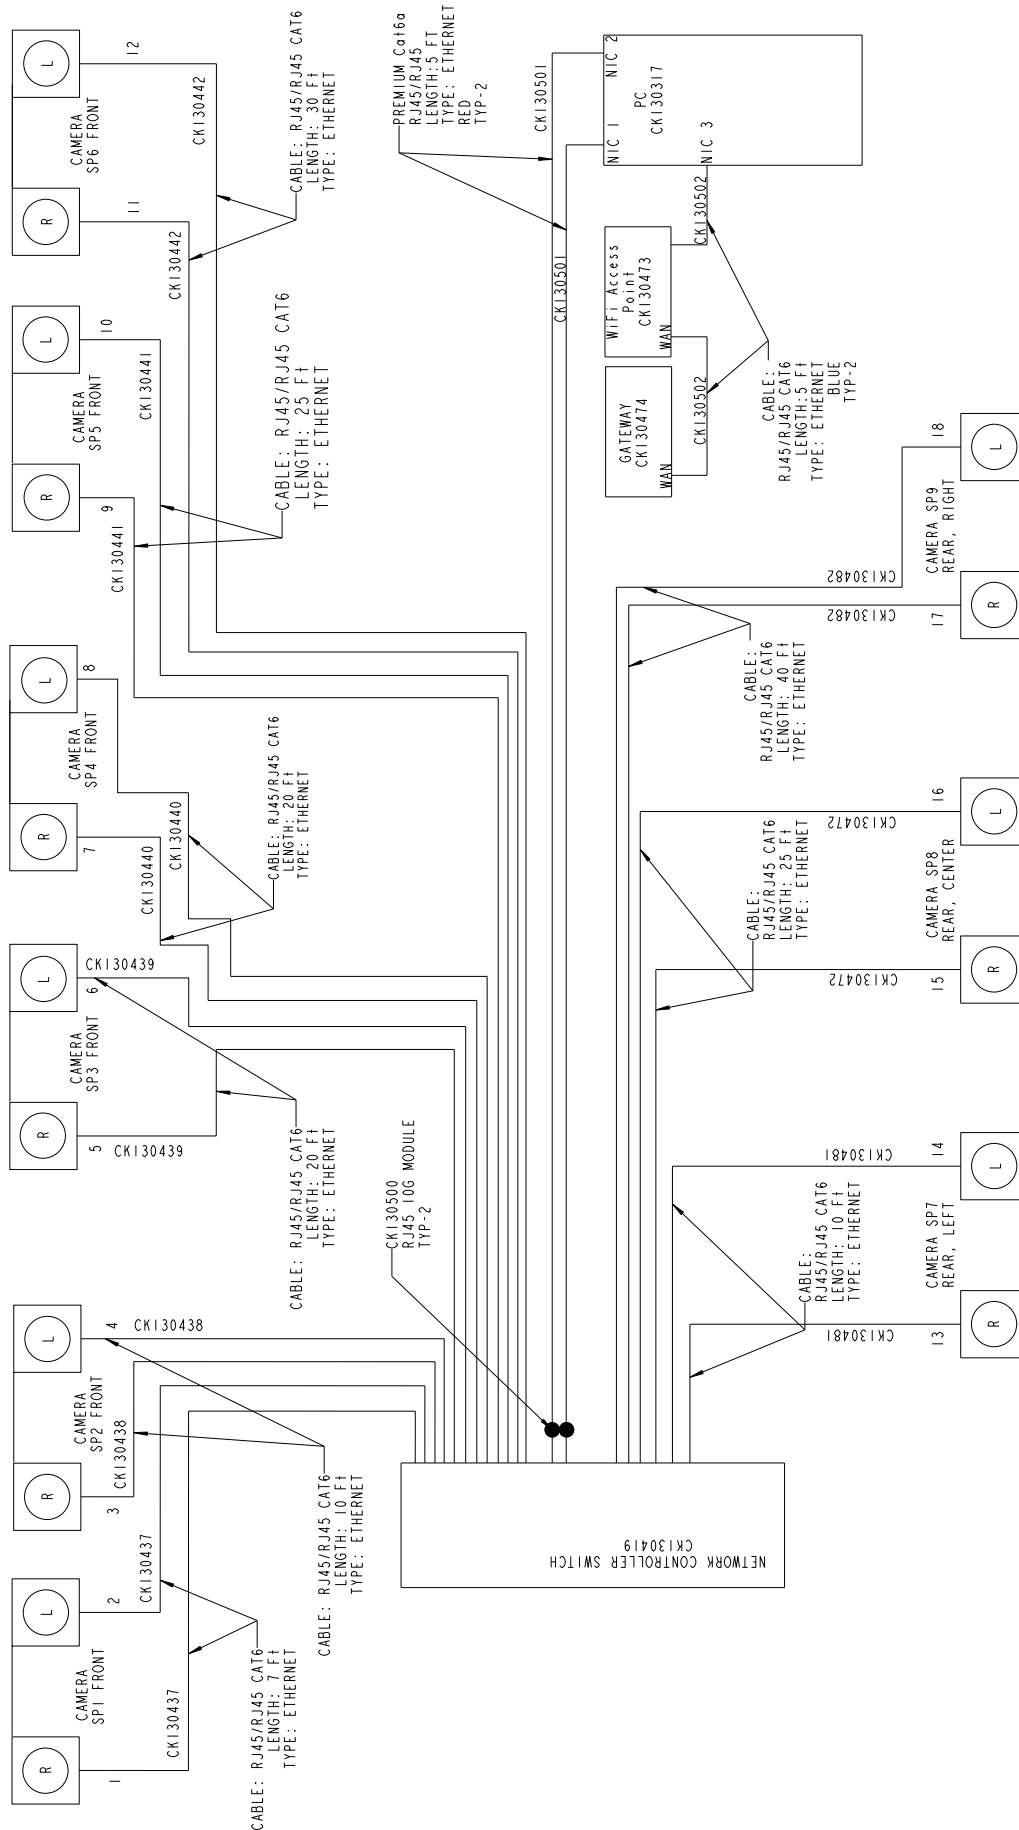 L
12
CAMERA
SP6 FRONT
R
11
CK130442
CK130442
CABLE: RJ45/RJ45 CAT6
LENGTH: 30 Ft
TYPE: ETHERNET
L
10
CAMERA
SP5 FRONT
R
9
CK130441
CK130441
CABLE: RJ45/RJ45 CAT6
LENGTH: 25 Ft
TYPE: ETHERNET
L
8
CAMERA
SP4 FRONT
R
7
CK130440
CK130440
CABLE: RJ45/RJ45 CAT6
LENGTH: 20 Ft
TYPE: ETHERNET
L
6
CAMERA
SP3 FRONT
R
5
CK130439
CK130439
CABLE: RJ45/RJ45 CAT6
LENGTH: 20 Ft
TYPE: ETHERNET
L
4
CAMERA
SP2 FRONT
R
3
CK130438
CK130438
CABLE: RJ45/RJ45 CAT6
LENGTH: 10 Ft
TYPE: ETHERNET
L
2
CAMERA
SP1 FRONT
R
1
CK130437
CK130437
CABLE: RJ45/RJ45 CAT6
LENGTH: 7 Ft
TYPE: ETHERNET
PREMIUM Cat6a
RJ45/RJ45
LENGTH:5 FT
TYPE: ETHERNET
RED
TYP-2
CK130501
CK130501
NIC 2
NIC 1
PC
CK130317
NIC 3
CK130502
WiFi Access
Point
CK130473
WAN
GATEWAY
CK130474
WAN
CK130502
CABLE:
RJ45/RJ45 CAT6
LENGTH:5 Ft
TYPE: ETHERNET
BLUE
TYP-2
CK130500
RJ45 10G MODULE
TYP-2
NETWORK CONTROLLER SWITCH
CK130419
CK130482
CK130482
18
L
CAMERA SP9
REAR, RIGHT
17
R
CABLE:
RJ45/RJ45 CAT6
LENGTH: 40 Ft
TYPE: ETHERNET
CK130472
CK130472
16
L
CAMERA SP8
REAR, CENTER
15
R
CABLE:
RJ45/RJ45 CAT6
LENGTH: 25 Ft
TYPE: ETHERNET
CK130481
CK130481
14
L
CAMERA SP7
REAR, LEFT
13
R
CABLE:
RJ45/RJ45 CAT6
LENGTH: 10 Ft
TYPE: ETHERNET